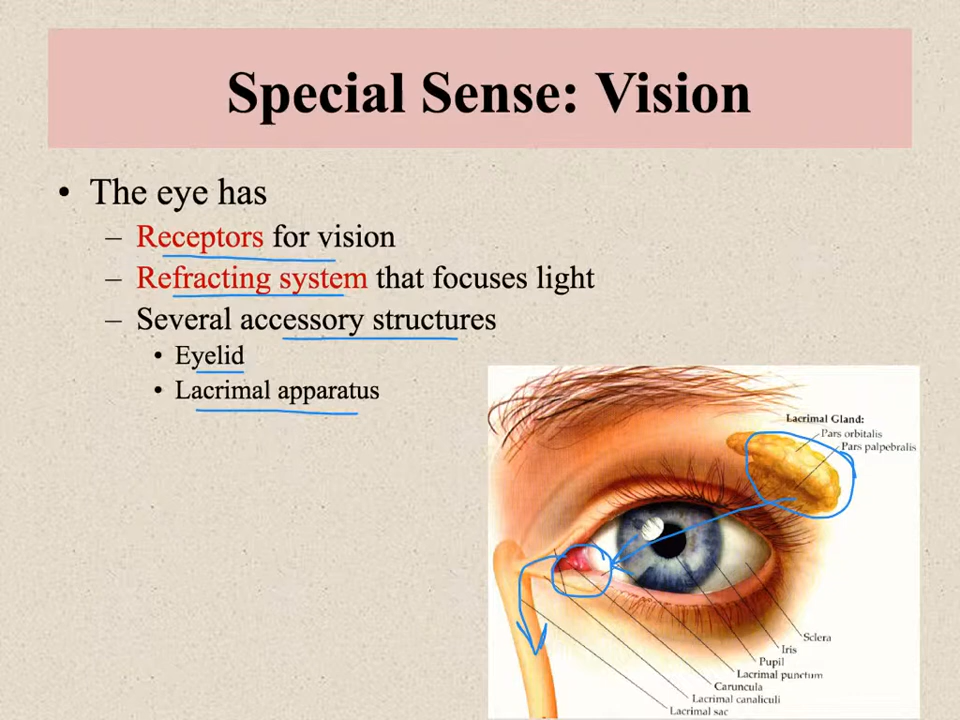 Special Sense: Vision
• The eye has
– Receptors for vision
– Refracting system that focuses light
– Several accessory structures
• Eyelid
• Lacrimal apparatus
Lacrimal Gland:
Pars orbitalis
Pars palpebralis
Sclera
Iris
Pupil
Lacrimal punctum
Caruncula
Lacrimal canaliculi
Lacrimal sac